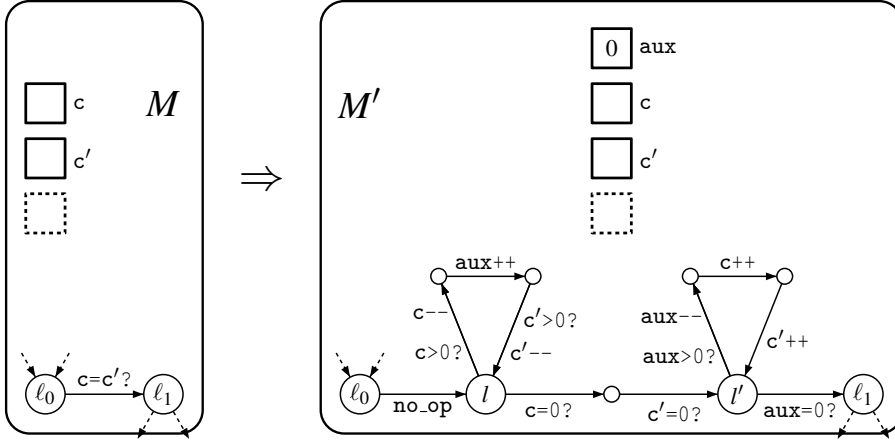 0 aux
c M M′ c
c′ c′
⇒
aux++ c++
c−− c′>0? aux−− c′++
c>0? c′−− aux>0?
ℓ0 c=c′? ℓ1 ℓ0 no_op l c=0? c′=0? l′ aux=0? ℓ1